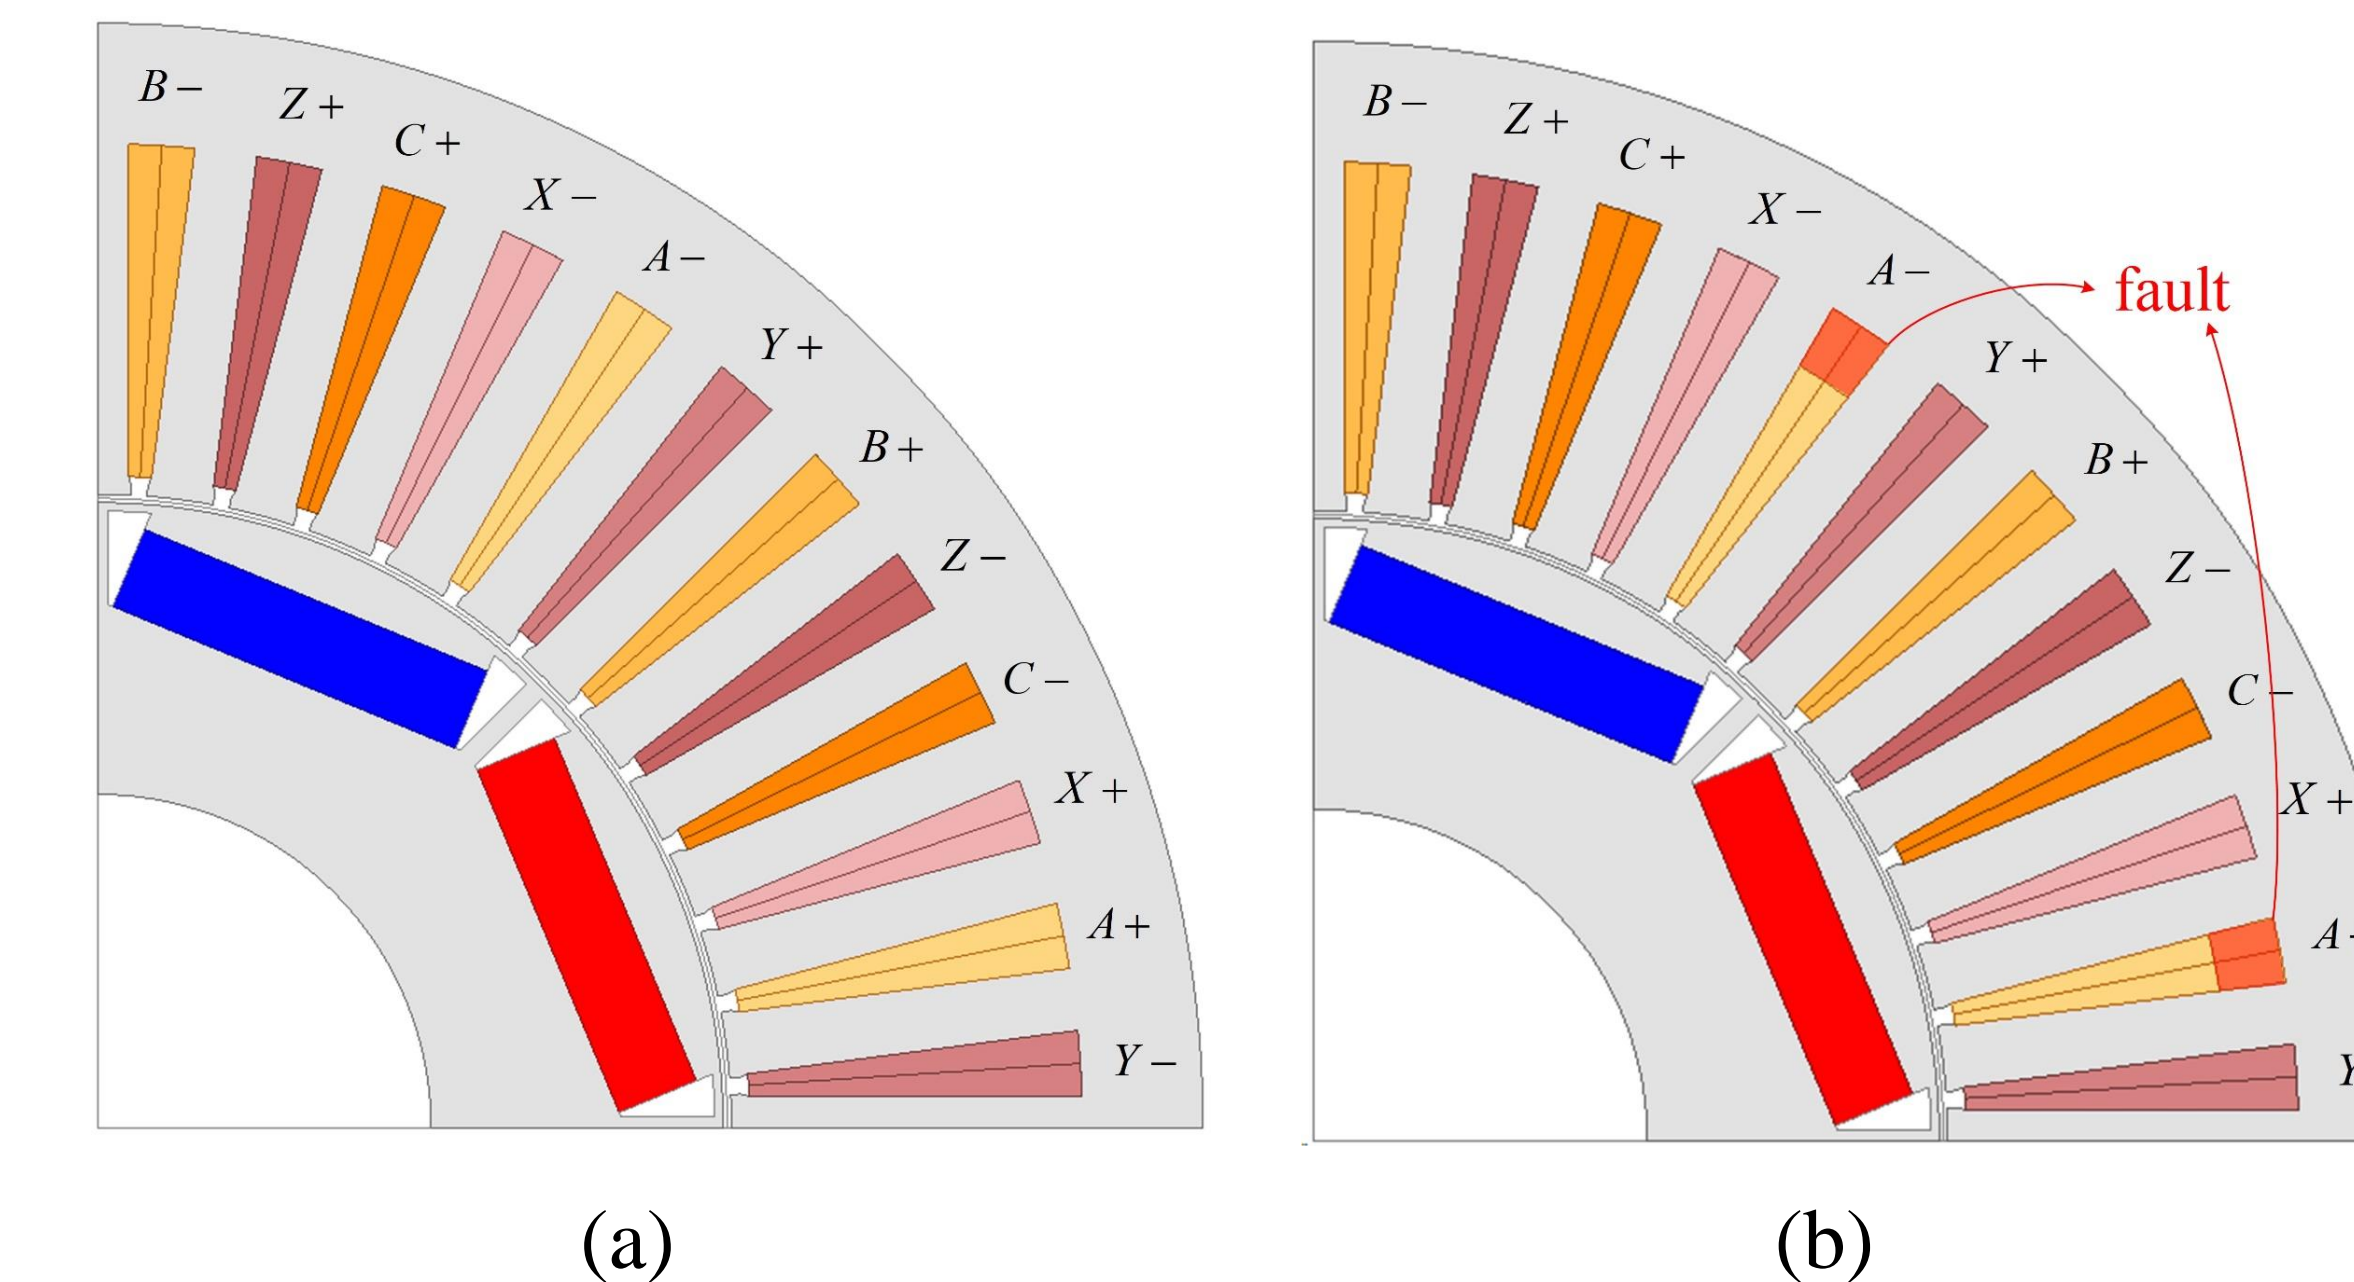 B −
Z +
C +
X −
A −
Y +
B +
Z −
C −
X +
A +
Y −
(a)
B −
Z +
C +
X −
A −
fault
Y +
B +
Z −
C −
X +
A
Y
(b)